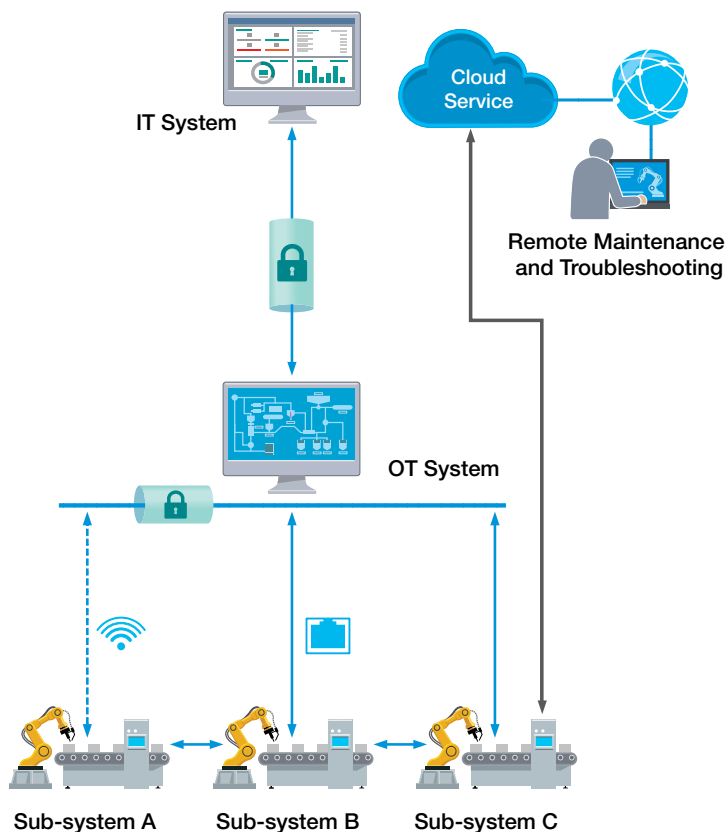 IT System
Cloud
Service
Remote Maintenance
and Troubleshooting
OT System
Sub-system A
Sub-system B
Sub-system C